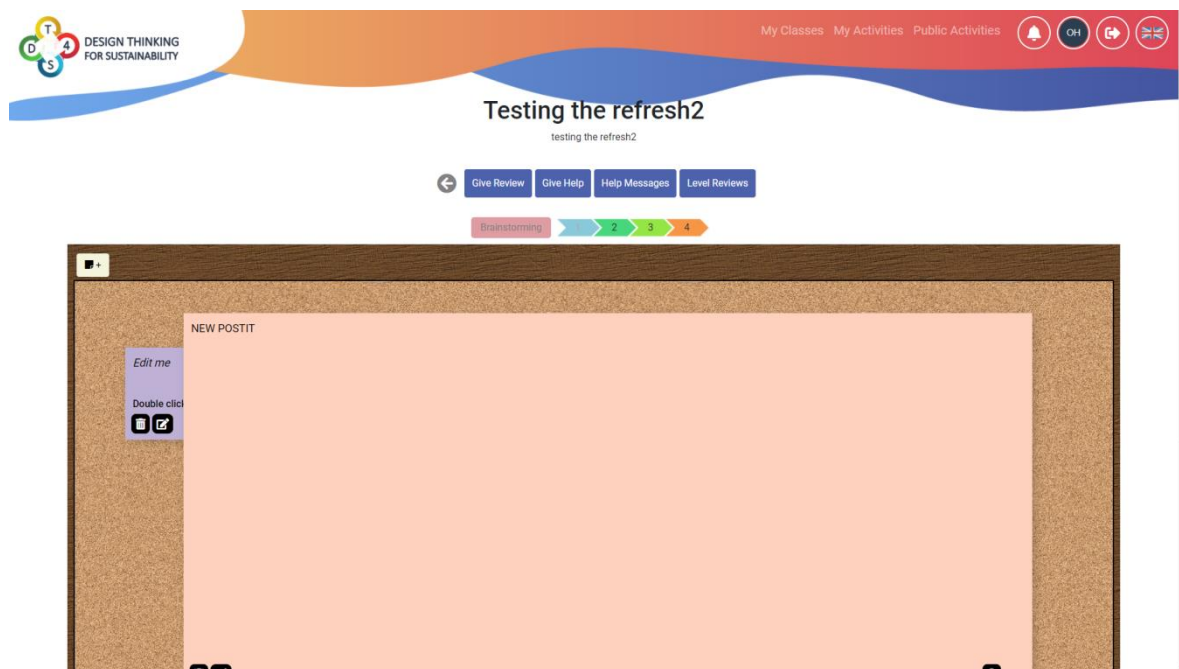 T
D 4
S
DESIGN THINKING
FOR SUSTAINABILITY
My Classes My Activities Public Activities
OH
Testing the refresh2
testing the refresh2
Give Review Give Help Help Messages Level Reviews
Brainstorming 1 2 3 4
+
NEW POSTIT
Edit me
Double click